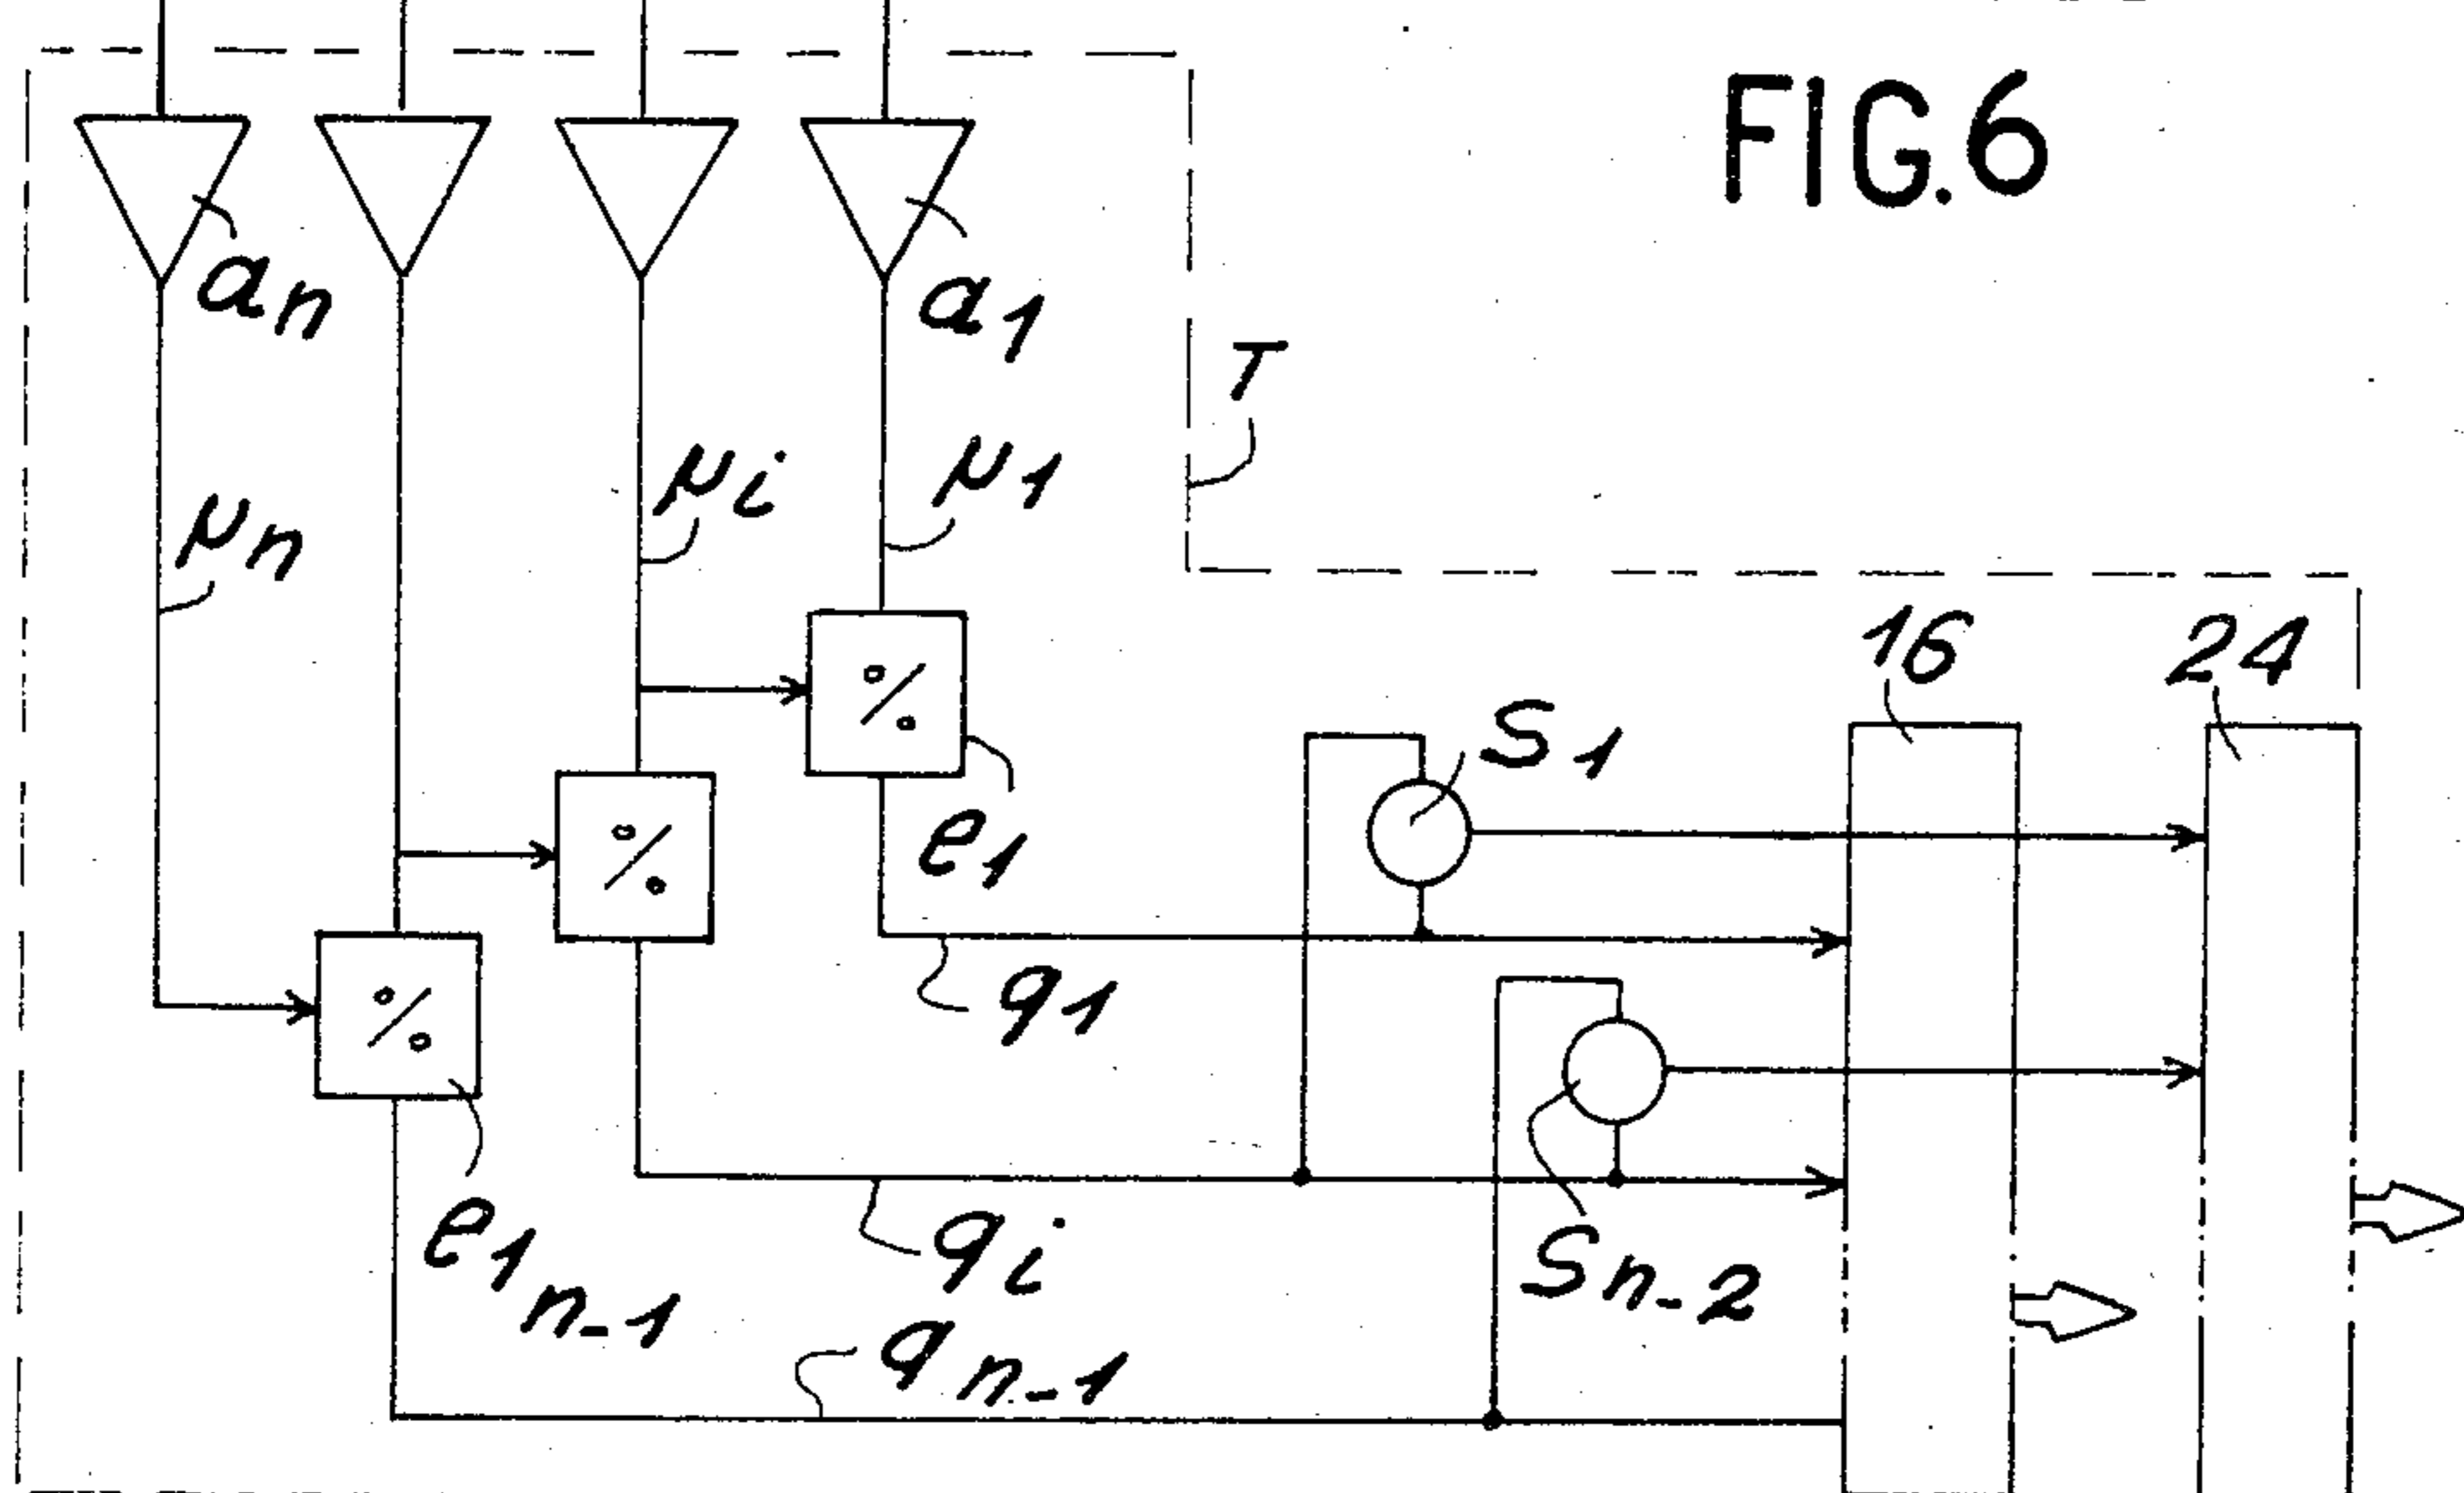 FIG.6
an
a1
T
μi
μ1
μn
16
24
%
S1
%
e1
%
q1
e1n-1
qi
Sn-2
qn-1